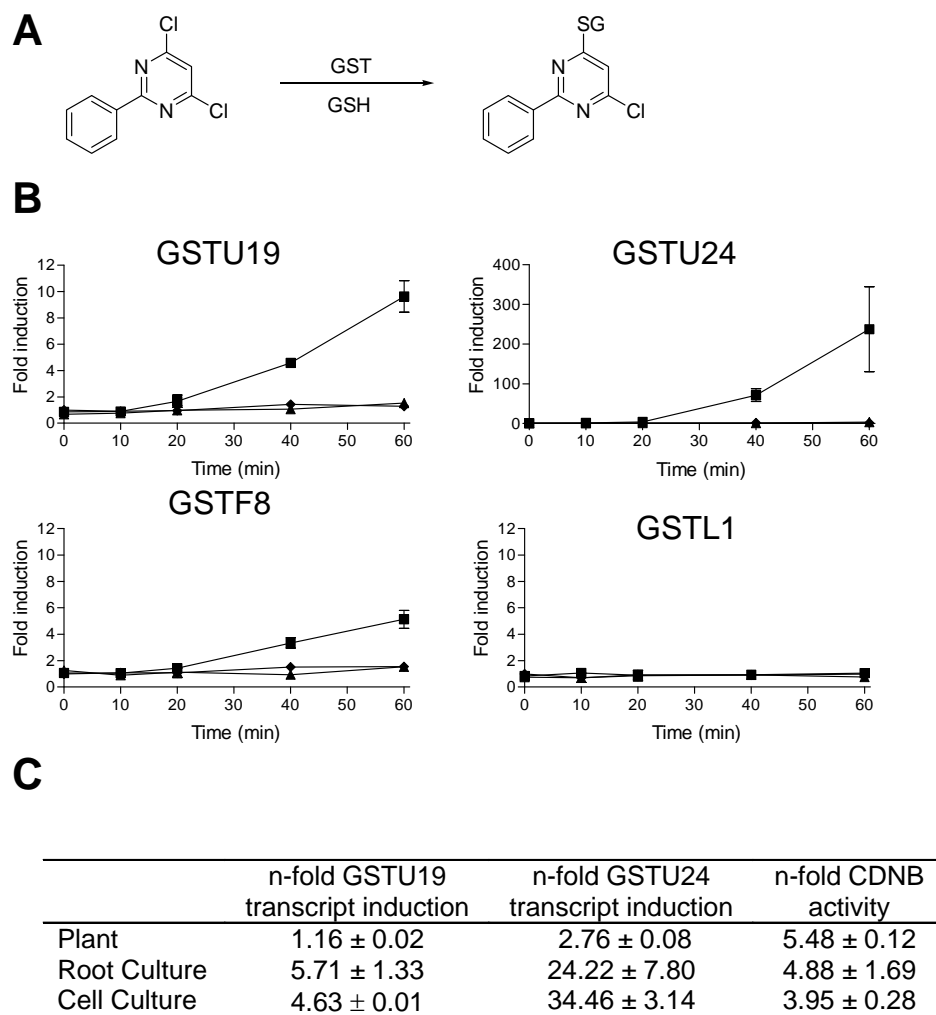 A
Cl
N
N
Cl
GST
GSH
SG
N
N
Cl
B
GSTU19
Fold induction
12
10
8
6
4
2
0
0 10 20 30 40 50 60
Time (min)
GSTU24
Fold induction
400
300
200
100
0
0 10 20 30 40 50 60
Time (min)
GSTF8
Fold induction
12
10
8
6
4
2
0
0 10 20 30 40 50 60
Time (min)
GSTL1
Fold induction
12
10
8
6
4
2
0
0 10 20 30 40 50 60
Time (min)
C
n-fold GSTU19 n-fold GSTU24 n-fold CDNB
transcript induction transcript induction activity
Plant 1.16 ± 0.02 2.76 ± 0.08 5.48 ± 0.12
Root Culture 5.71 ± 1.33 24.22 ± 7.80 4.88 ± 1.69
Cell Culture 4.63 ± 0.01 34.46 ± 3.14 3.95 ± 0.28